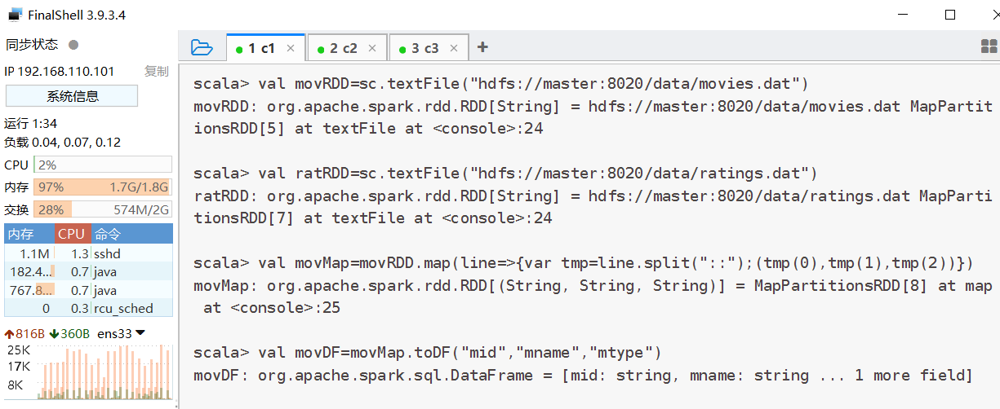 FinalShell 3.9.3.4
同步状态
IP 192.168.110.101 复制
系统信息
运行 1:34
负载 0.04, 0.07, 0.12
CPU 2%
内存 97% 1.7G/1.8G
交换 28% 574M/2G
内存 CPU 命令
1.1M 1.3 sshd
182.4... 0.7 java
767.8... 0.7 java
0 0.3 rcu_sched
816B 360B ens33
25K
17K
8K
1 c1 × 2 c2 × 3 c3 × +
scala> val movRDD=sc.textFile("hdfs://master:8020/data/movies.dat")
movRDD: org.apache.spark.rdd.RDD[String] = hdfs://master:8020/data/movies.dat MapPartit
ionsRDD[5] at textFile at <console>:24
scala> val ratRDD=sc.textFile("hdfs://master:8020/data/ratings.dat")
ratRDD: org.apache.spark.rdd.RDD[String] = hdfs://master:8020/data/ratings.dat MapParti
tionsRDD[7] at textFile at <console>:24
scala> val movMap=movRDD.map(line=>{var tmp=line.split("::");(tmp(0),tmp(1),tmp(2))})
movMap: org.apache.spark.rdd.RDD[(String, String, String)] = MapPartitionsRDD[8] at map
 at <console>:25
scala> val movDF=movMap.toDF("mid","mname","mtype")
movDF: org.apache.spark.sql.DataFrame = [mid: string, mname: string ... 1 more field]